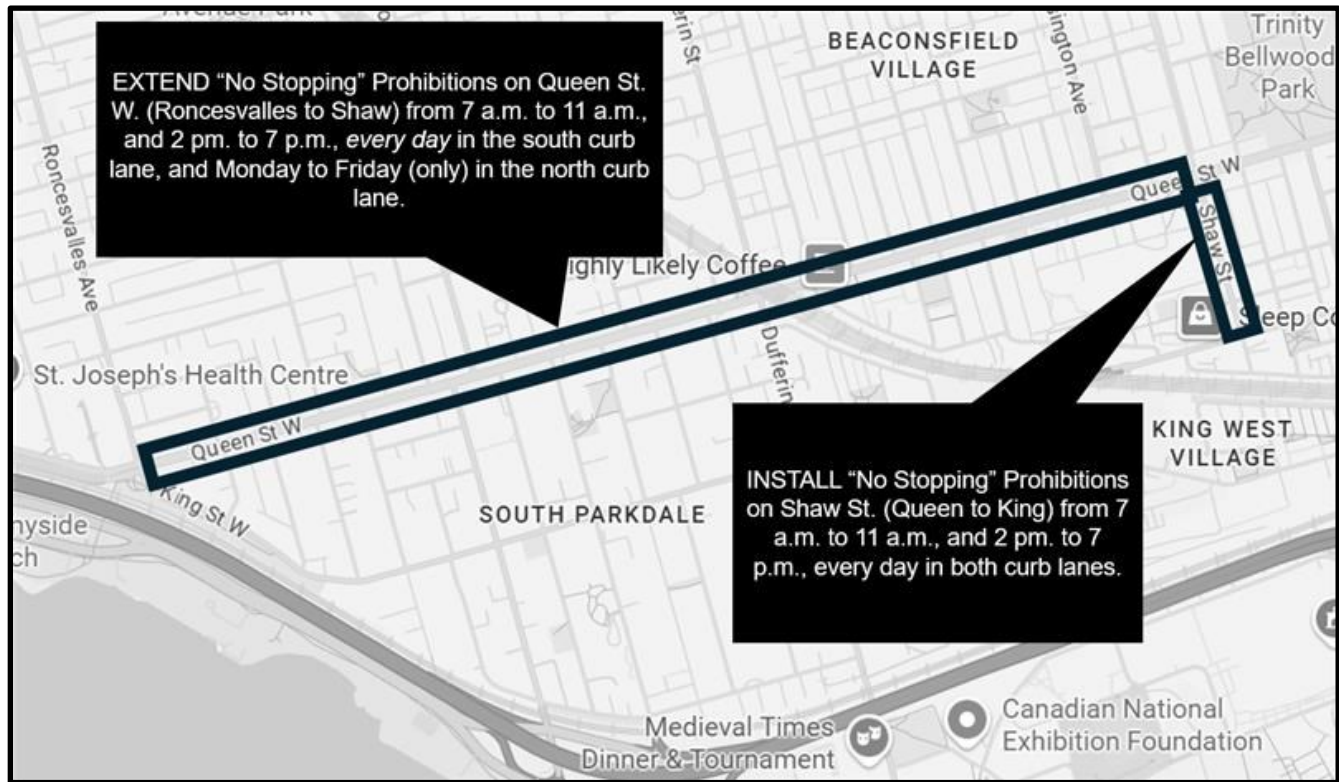 BEACONSFIELD
VILLAGE
Trinity
Park
EXTEND “No Stopping” Prohibitions on Queen St.
W. (Roncesvalles to Shaw) from 7 a.m. to 11 a.m.,
and 2 pm. to 7 p.m., every day in the south curb
lane, and Monday to Friday (only) in the north curb
lane.
Roncesvalles Ave
Queen St W
Shaw St
Highly Likely Coffee
Dufferin
St. Joseph's Health Centre
Queen St W
King St W
SOUTH PARKDALE
KING WEST
VILLAGE
INSTALL “No Stopping” Prohibitions
on Shaw St. (Queen to King) from 7
a.m. to 11 a.m., and 2 pm. to 7
p.m., every day in both curb lanes.
Medieval Times
Dinner & Tournament
Canadian National
Exhibition Foundation